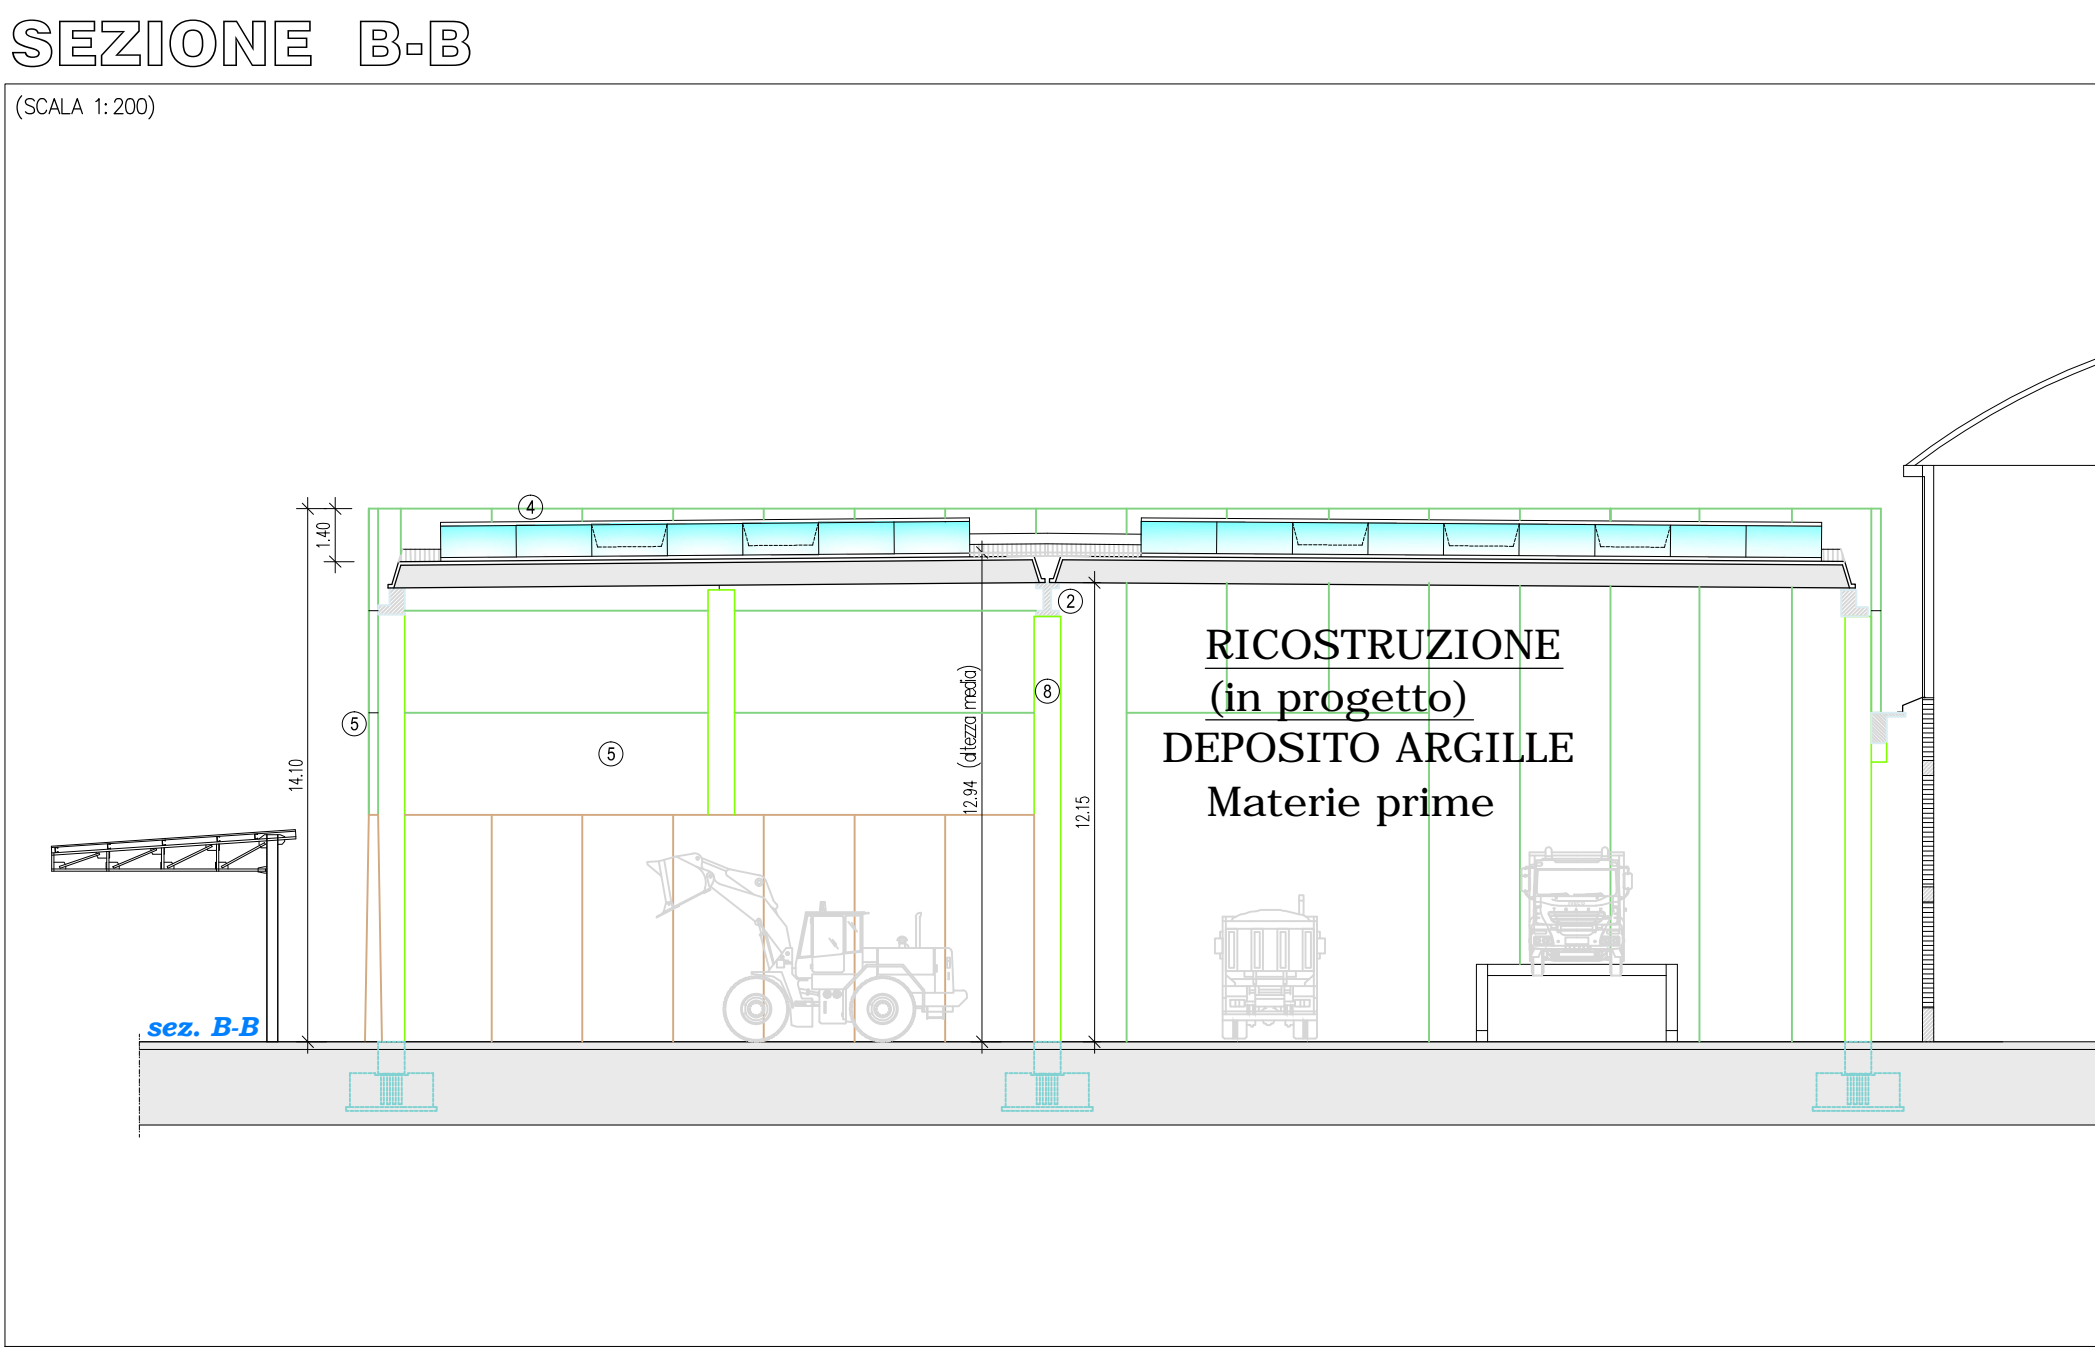 SEZIONE B-B
(SCALA 1:200)
4
1.40
2
RICOSTRUZIONE
(in progetto)
DEPOSITO ARGILLE
Materie prime
8
5
5
14.10
12.94 (altezza media)
12.15
sez. B-B